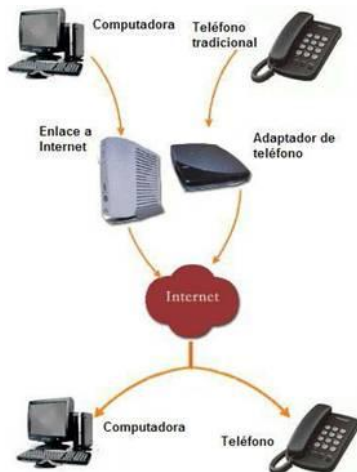 Computadora
Teléfono
tradicional
Enlace a
Internet
Adaptador de
teléfono
Internet
Computadora
Teléfono